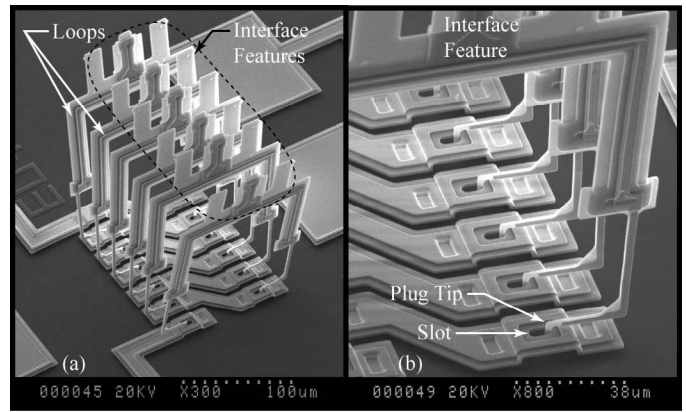 Loops
Interface
Features
(a)
000045 20KV X300 100um
Interface
Feature
Plug Tip
Slot
(b)
000049 20KV X800 38um